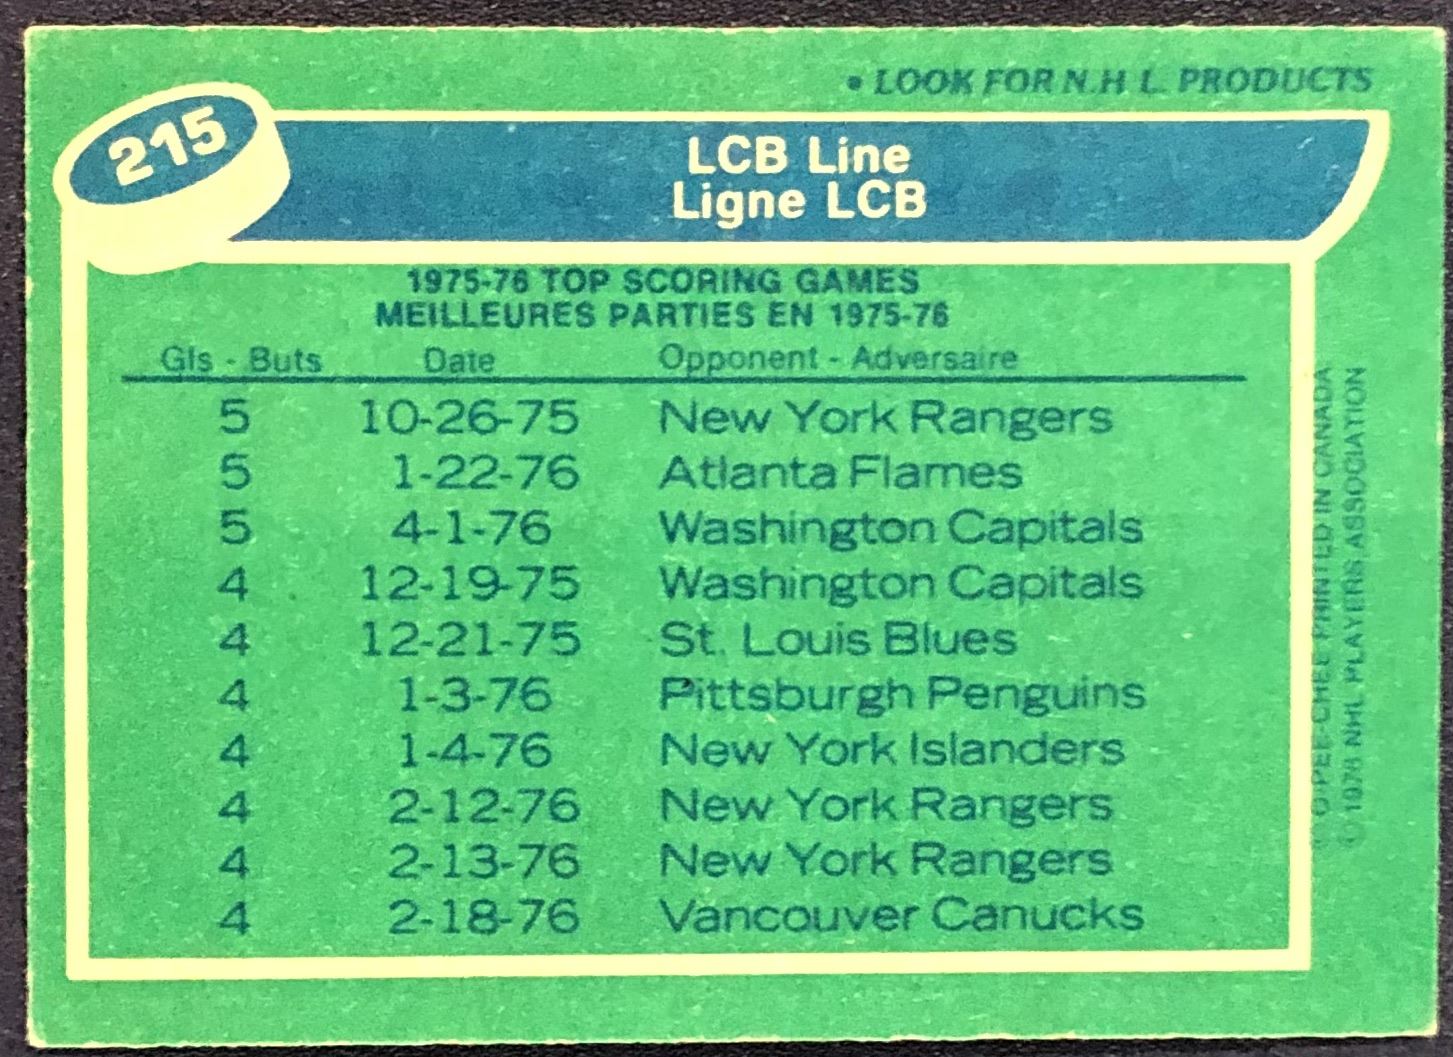 • LOOK FOR N.H L. PRODUCTS
215
LCB Line
Ligne LCB
1975-76 TOP SCORING GAMES
MEILLEURES PARTIES EN 1975-76
Gls - Buts Date Opponent - Adversaire
5 10-26-75 New York Rangers
5 1-22-76 Atlanta Flames
5 4-1-76 Washington Capitals
4 12-19-75 Washington Capitals
4 12-21-75 St. Louis Blues
4 1-3-76 Pittsburgh Penguins
4 1-4-76 New York Islanders
4 2-12-76 New York Rangers
4 2-13-76 New York Rangers
4 2-18-76 Vancouver Canucks
© O-PEE-CHEE PRINTED IN CANADA
© 1976 NHL PLAYERS ASSOCIATION